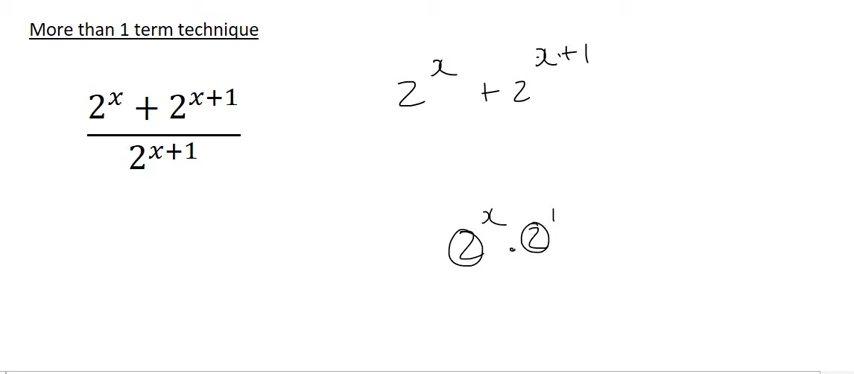 More than 1 term technique
2^x + 2^{x+1}
2^{x+1}
2^x + 2^{x+1}
2^x . 2^1